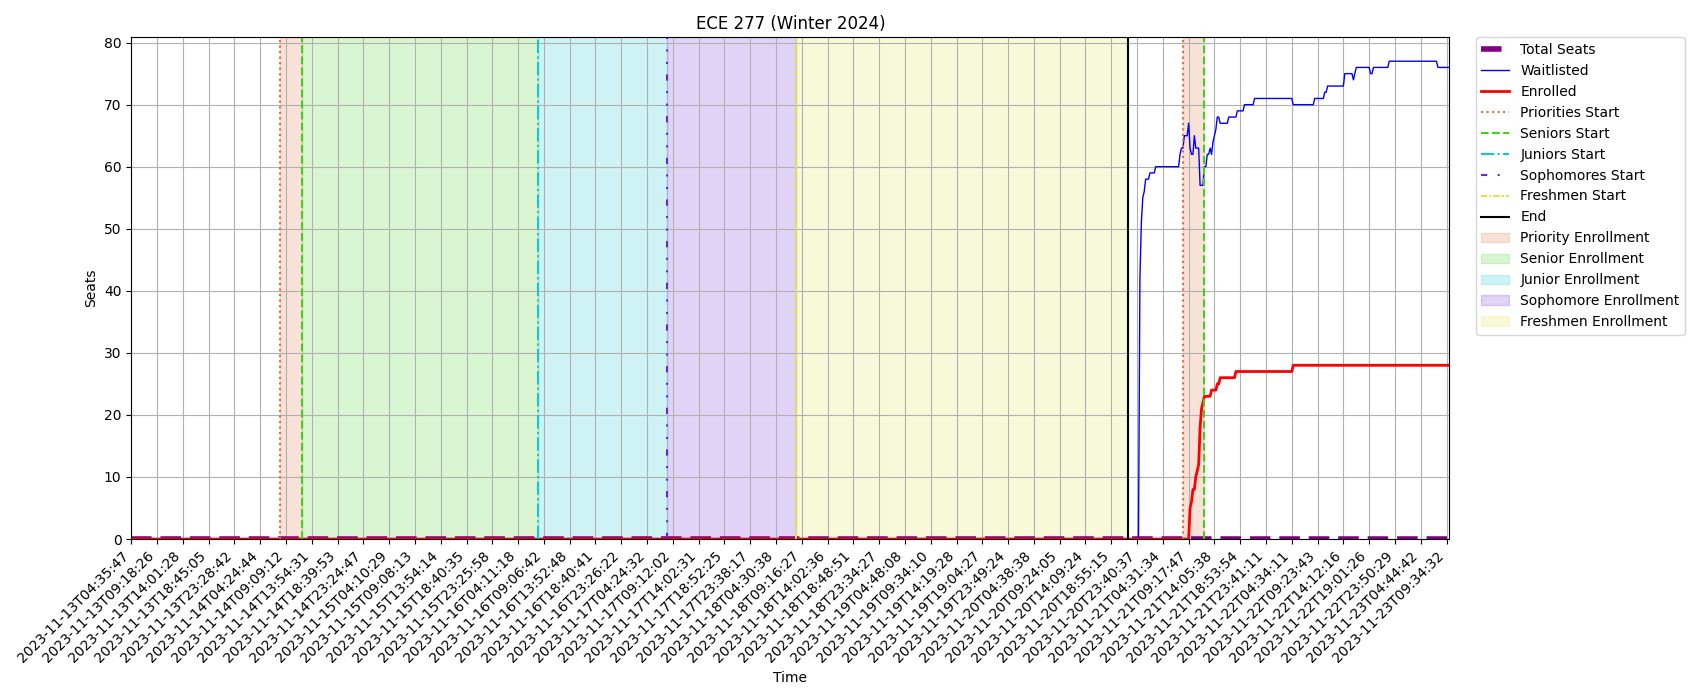 ECE 277 (Winter 2024)
80
70
60
50
40
30
20
10
0
Seats
2023-11-13T04:35:47
2023-11-13T09:18:26
2023-11-13T14:01:28
2023-11-13T18:45:05
2023-11-13T23:28:42
2023-11-14T04:24:44
2023-11-14T09:09:12
2023-11-14T13:54:31
2023-11-14T18:39:53
2023-11-14T23:24:47
2023-11-15T04:10:29
2023-11-15T09:08:13
2023-11-15T13:54:14
2023-11-15T18:40:35
2023-11-15T23:25:58
2023-11-16T04:11:18
2023-11-16T09:06:42
2023-11-16T13:52:48
2023-11-16T18:40:41
2023-11-16T23:26:22
2023-11-17T04:24:32
2023-11-17T09:12:02
2023-11-17T14:02:31
2023-11-17T18:52:25
2023-11-17T23:38:17
2023-11-18T04:30:38
2023-11-18T09:16:27
2023-11-18T14:02:36
2023-11-18T18:48:51
2023-11-18T23:34:27
2023-11-19T04:48:08
2023-11-19T09:34:10
2023-11-19T14:19:28
2023-11-19T19:04:27
2023-11-19T23:49:24
2023-11-20T04:38:38
2023-11-20T09:24:05
2023-11-20T14:09:24
2023-11-20T18:55:15
2023-11-20T23:40:37
2023-11-21T04:31:34
2023-11-21T09:17:47
2023-11-21T14:05:38
2023-11-21T18:53:54
2023-11-21T23:41:11
2023-11-22T04:34:11
2023-11-22T09:23:43
2023-11-22T14:12:16
2023-11-22T19:01:26
2023-11-22T23:50:29
2023-11-23T04:44:42
2023-11-23T09:34:32
Time
Total Seats
Waitlisted
Enrolled
Priorities Start
Seniors Start
Juniors Start
Sophomores Start
Freshmen Start
End
Priority Enrollment
Senior Enrollment
Junior Enrollment
Sophomore Enrollment
Freshmen Enrollment